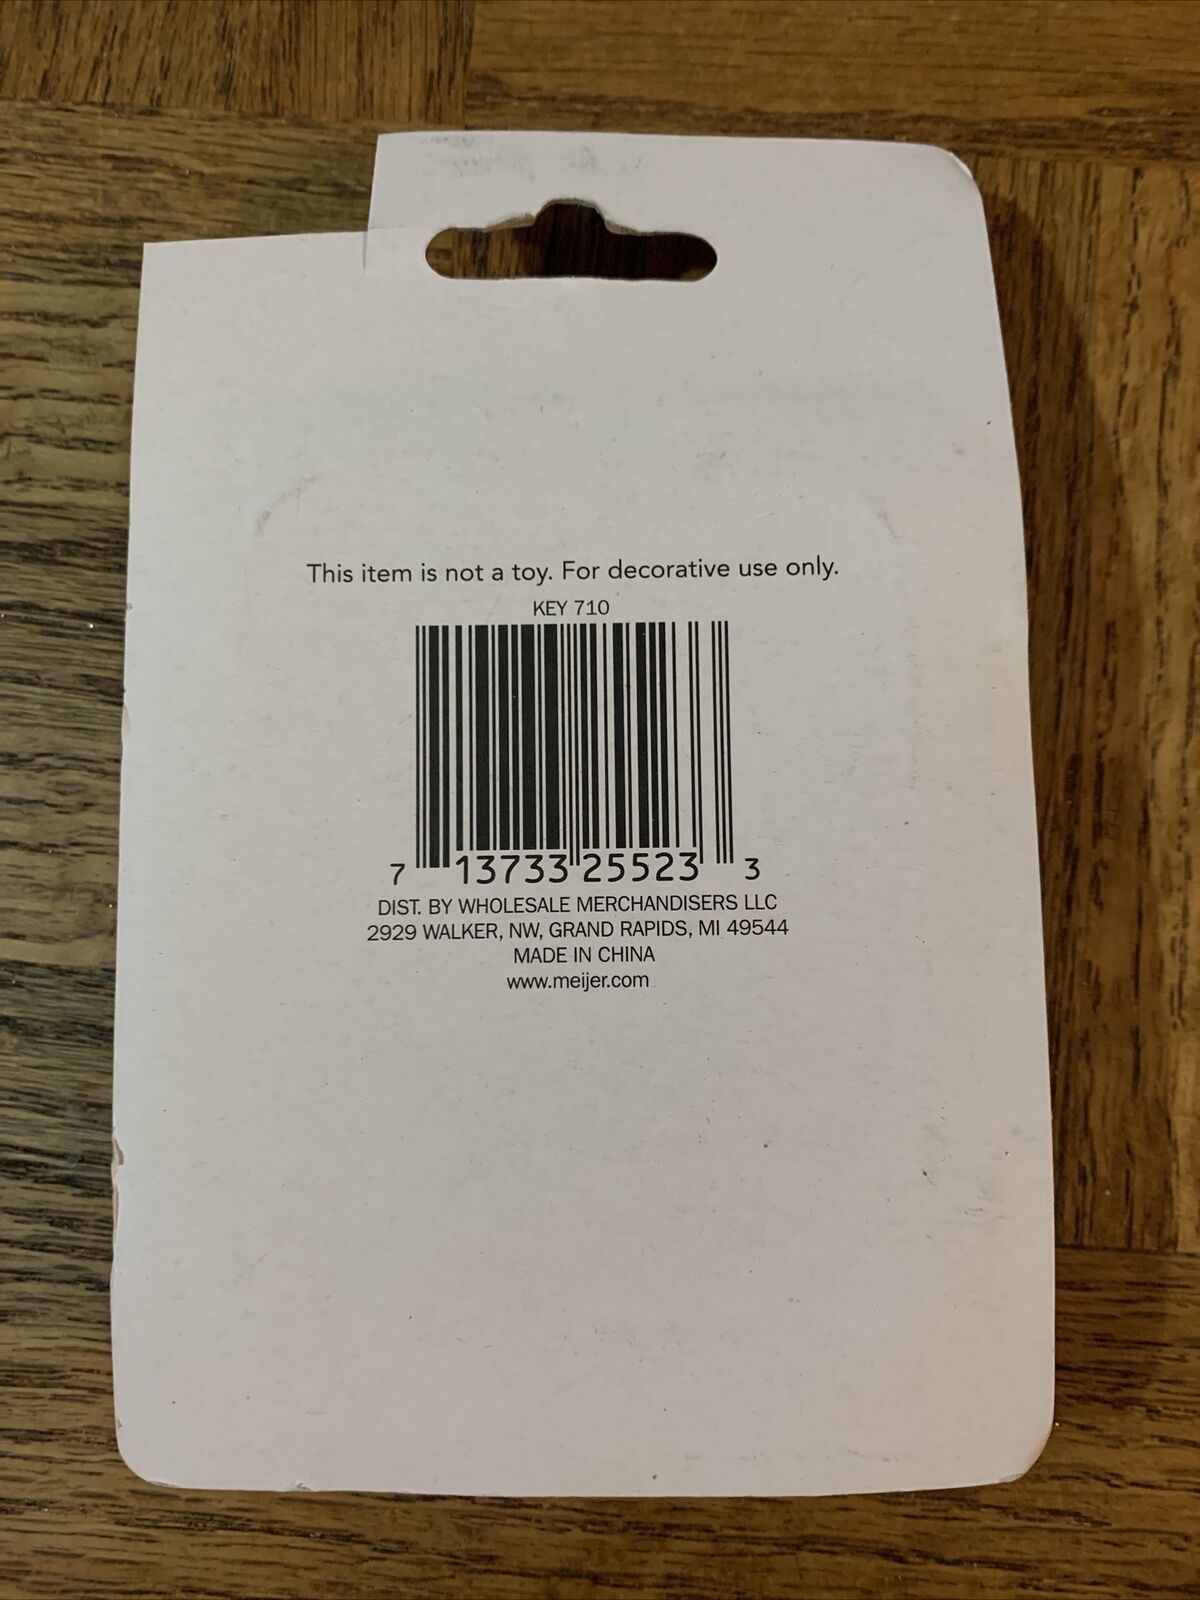 This item is not a toy. For decorative use only.
KEY 710
7 13733 25523 3
DIST. BY WHOLESALE MERCHANDISERS LLC
2929 WALKER, NW, GRAND RAPIDS, MI 49544
MADE IN CHINA
www.meijer.com